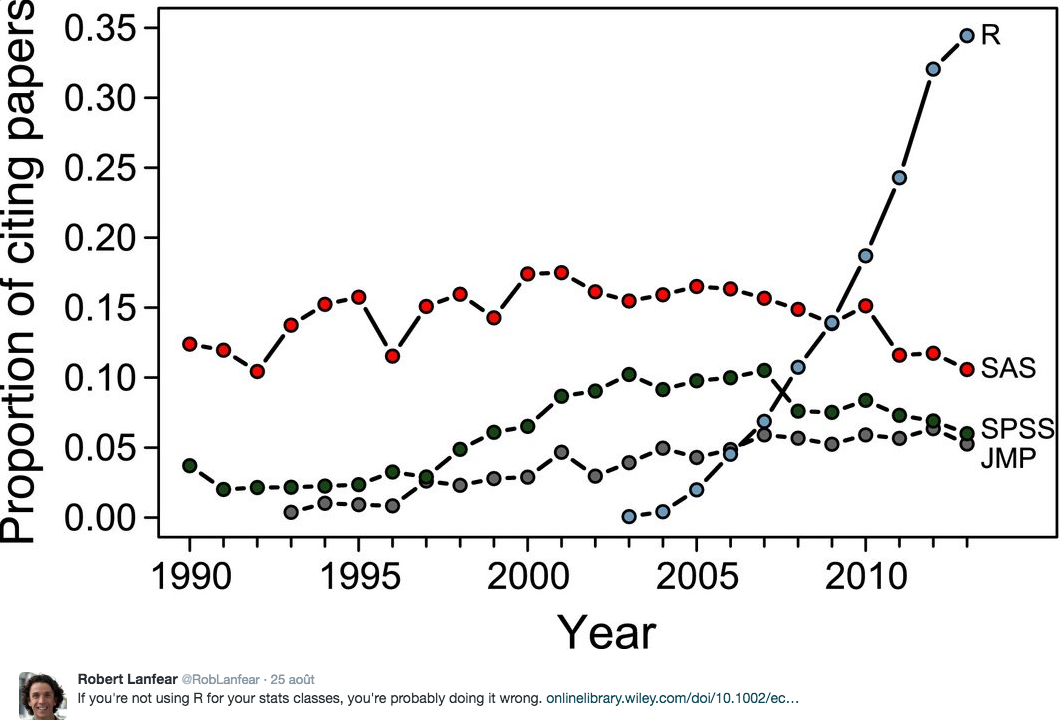 Proportion of citing papers
0.35
0.30
0.25
0.20
0.15
0.10
0.05
0.00
R
SAS
SPSS
JMP
1990 1995 2000 2005 2010
Year
Robert Lanfear @RobLanfear · 25 août
If you're not using R for your stats classes, you're probably doing it wrong. onlinelibrary.wiley.com/doi/10.1002/ec...